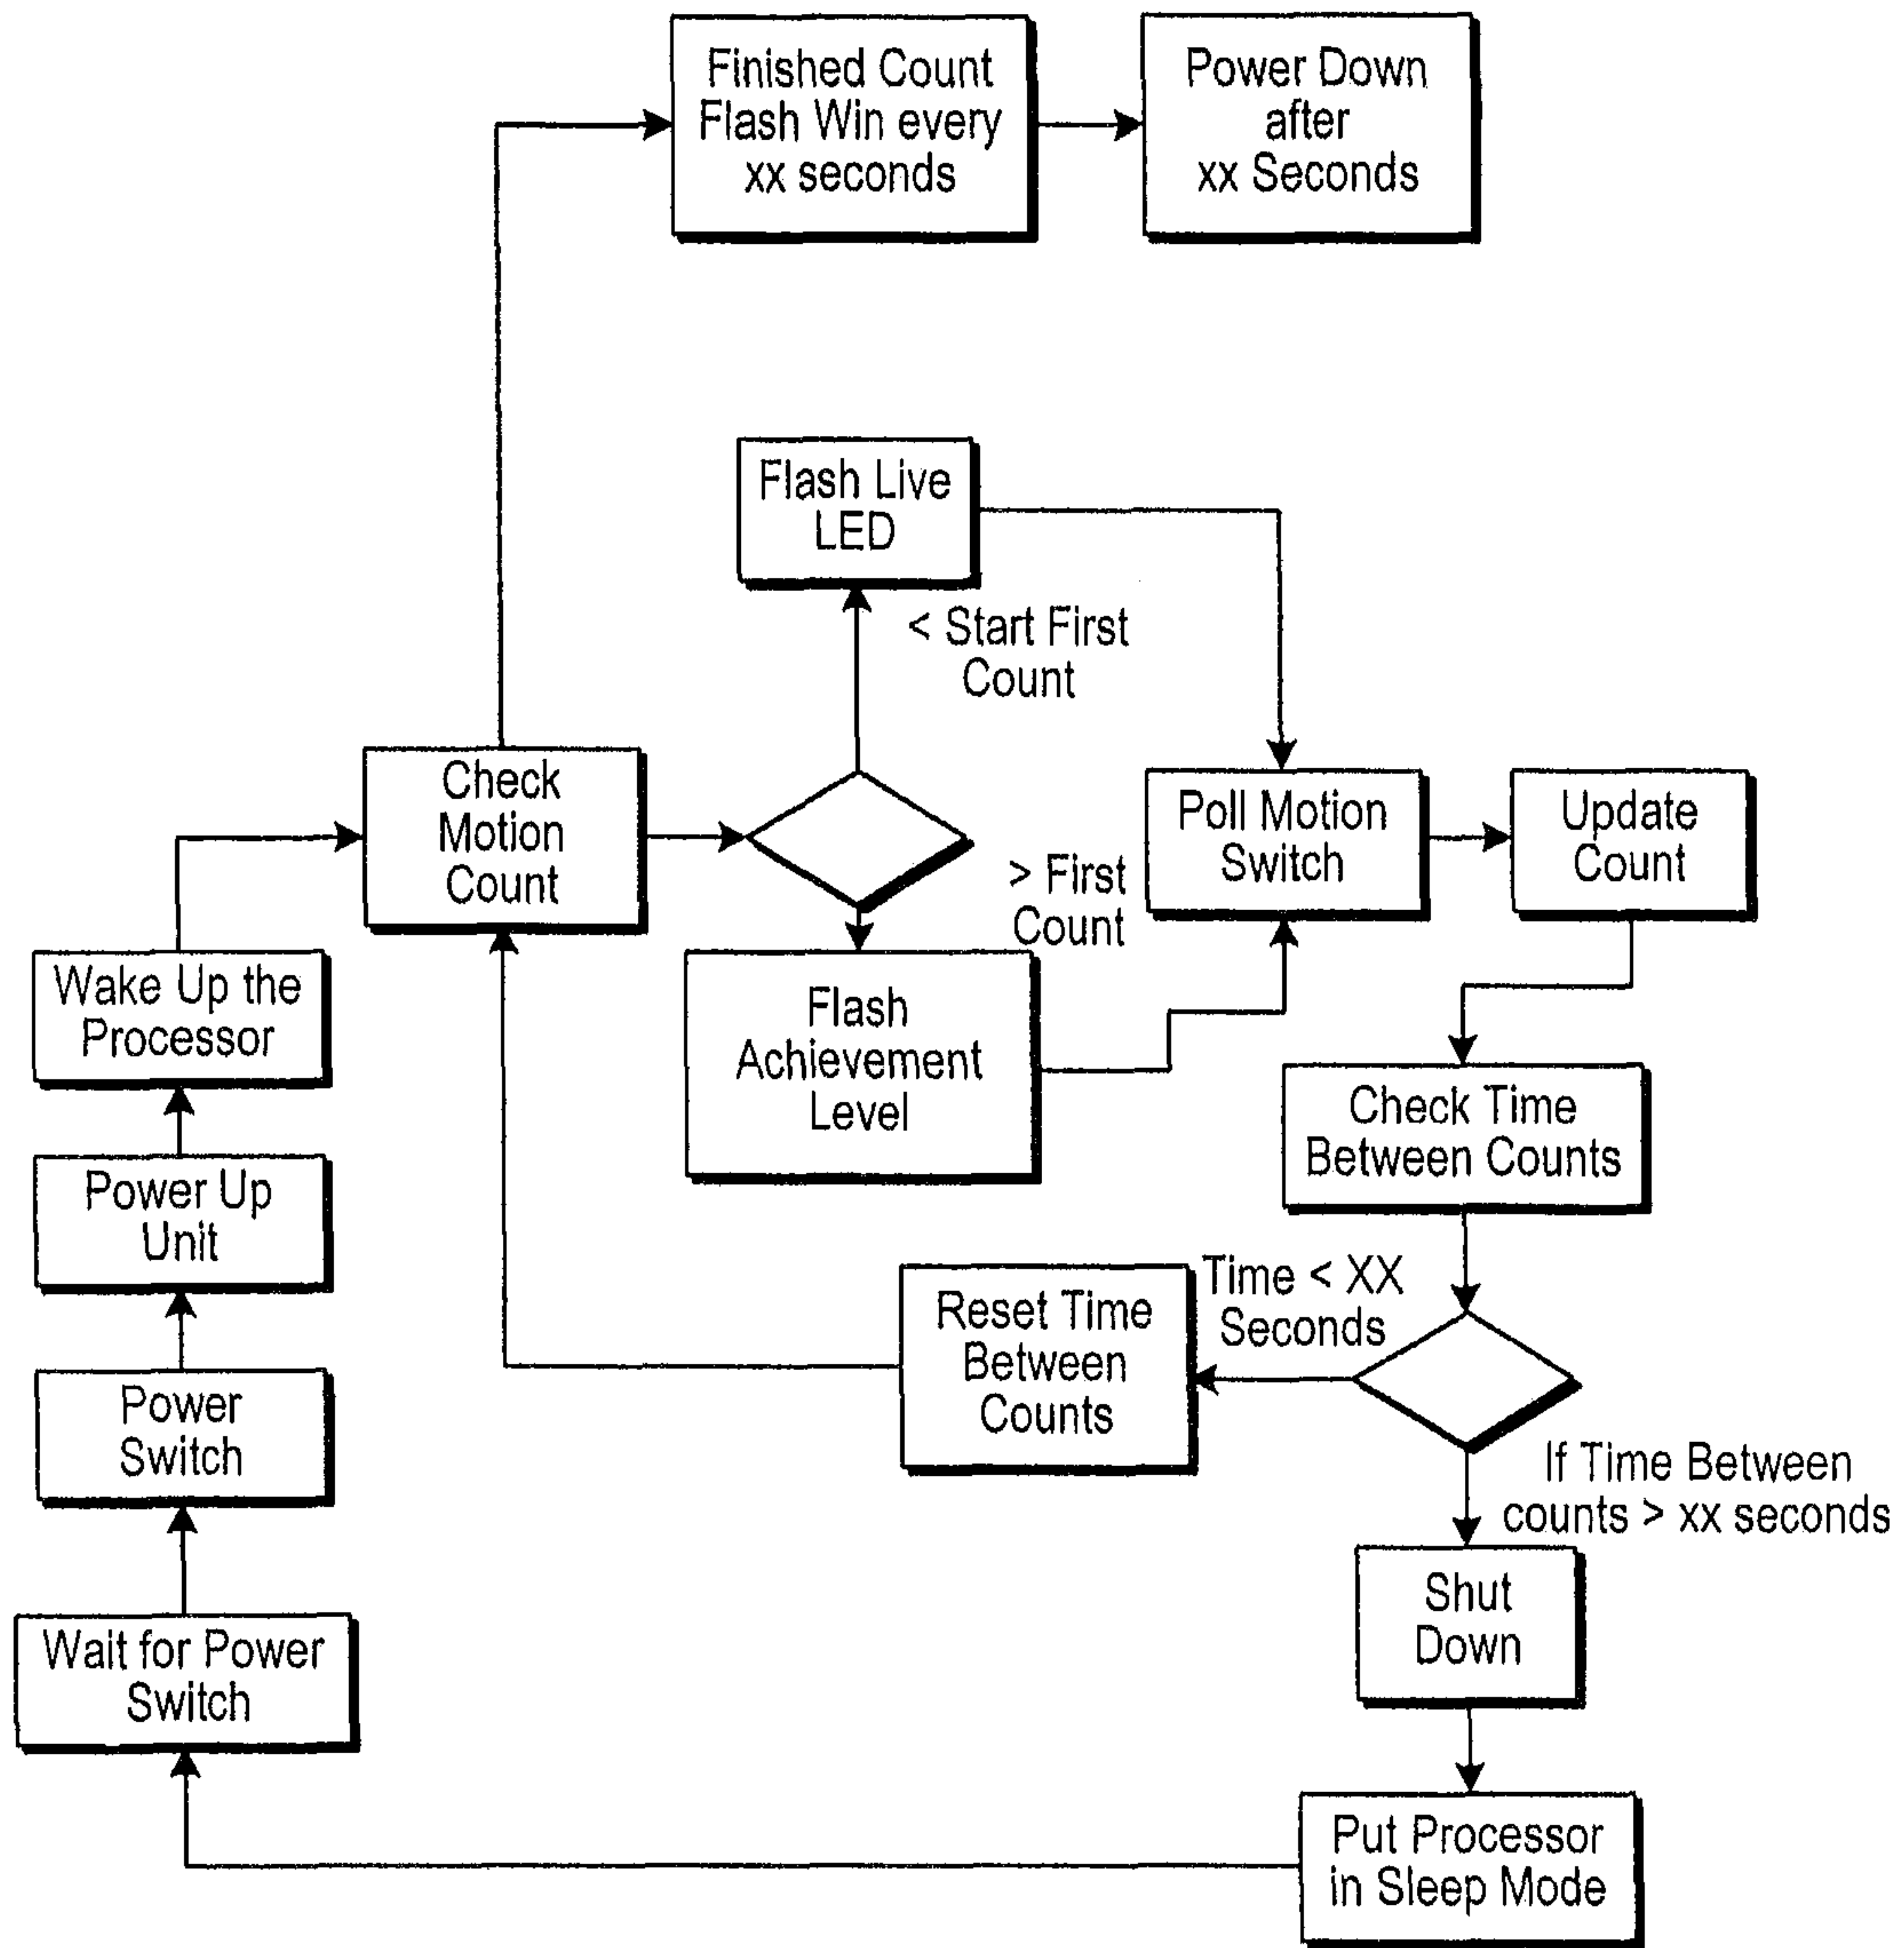 Finished Count
Flash Win every
xx seconds
Power Down
after
xx Seconds
Flash Live
LED
< Start First
Count
Check
Motion
Count
Poll Motion
Switch
Update
Count
> First
Count
Wake Up the
Processor
Flash
Achievement
Level
Check Time
Between Counts
Power Up
Unit
Time < XX
Seconds
Reset Time
Between
Counts
Power
Switch
If Time Between
counts > xx seconds
Shut
Down
Wait for Power
Switch
Put Processor
in Sleep Mode